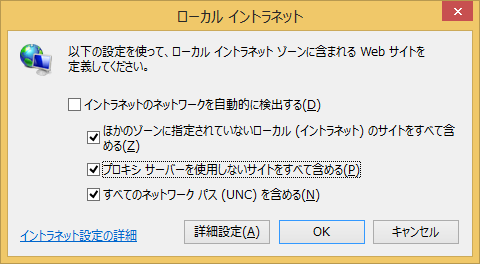 ローカル イントラネット
以下の設定を使って、ローカル イントラネット ゾーンに含まれる Web サイトを
定義してください。
イントラネットのネットワークを自動的に検出する(D)
ほかのゾーンに指定されていないローカル (イントラネット) のサイトをすべて含
める(Z)
プロキシ サーバーを使用しないサイトをすべて含める(P)
すべてのネットワーク パス (UNC) を含める(N)
イントラネット設定の詳細
詳細設定(A)
OK
キャンセル